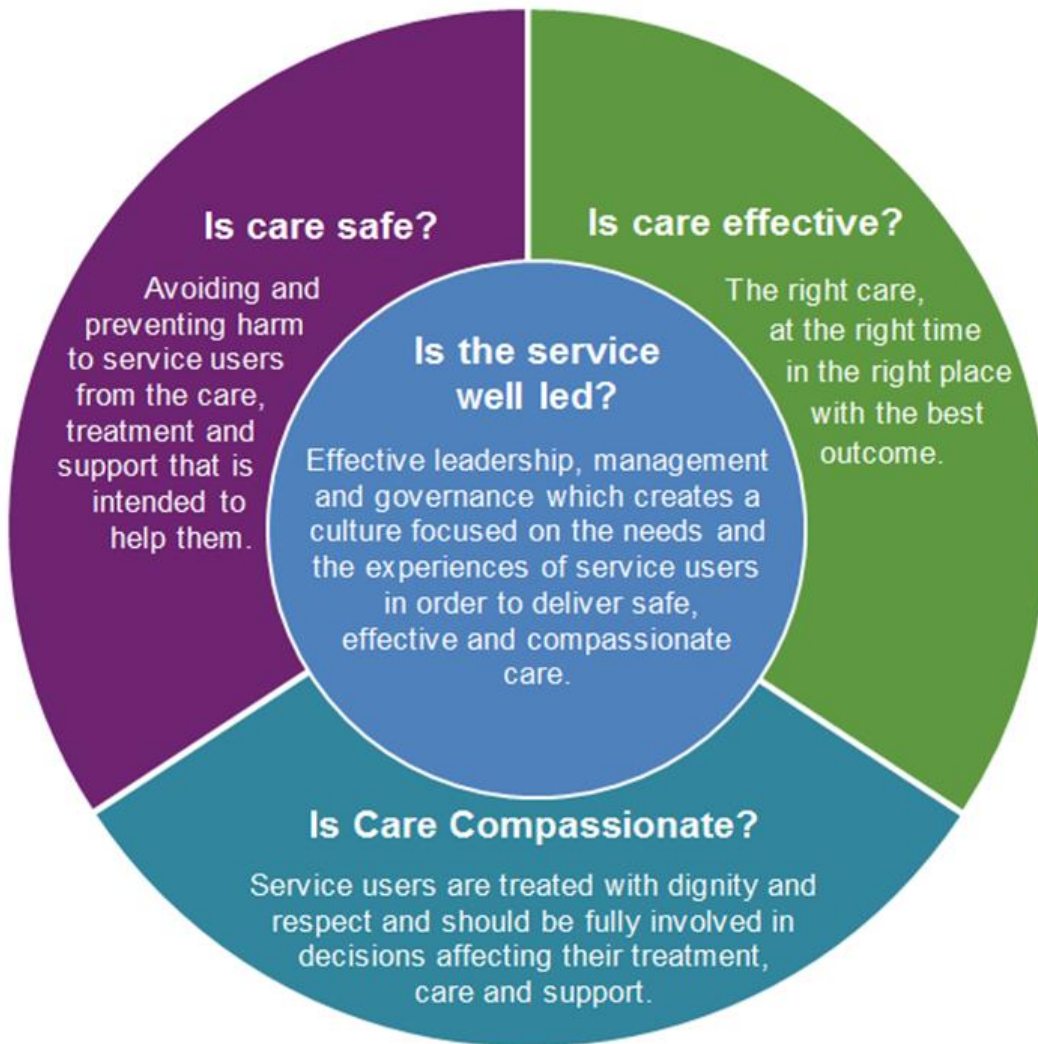 Is care safe?
Avoiding and
preventing harm
to service users
from the care,
treatment and
support that is
intended to
help them.
Is care effective?
The right care,
at the right time
in the right place
with the best
outcome.
Is the service
well led?
Effective leadership, management
and governance which creates a
culture focused on the needs and
the experiences of service users
in order to deliver safe,
effective and compassionate
care.
Is Care Compassionate?
Service users are treated with dignity and
respect and should be fully involved in
decisions affecting their treatment,
care and support.